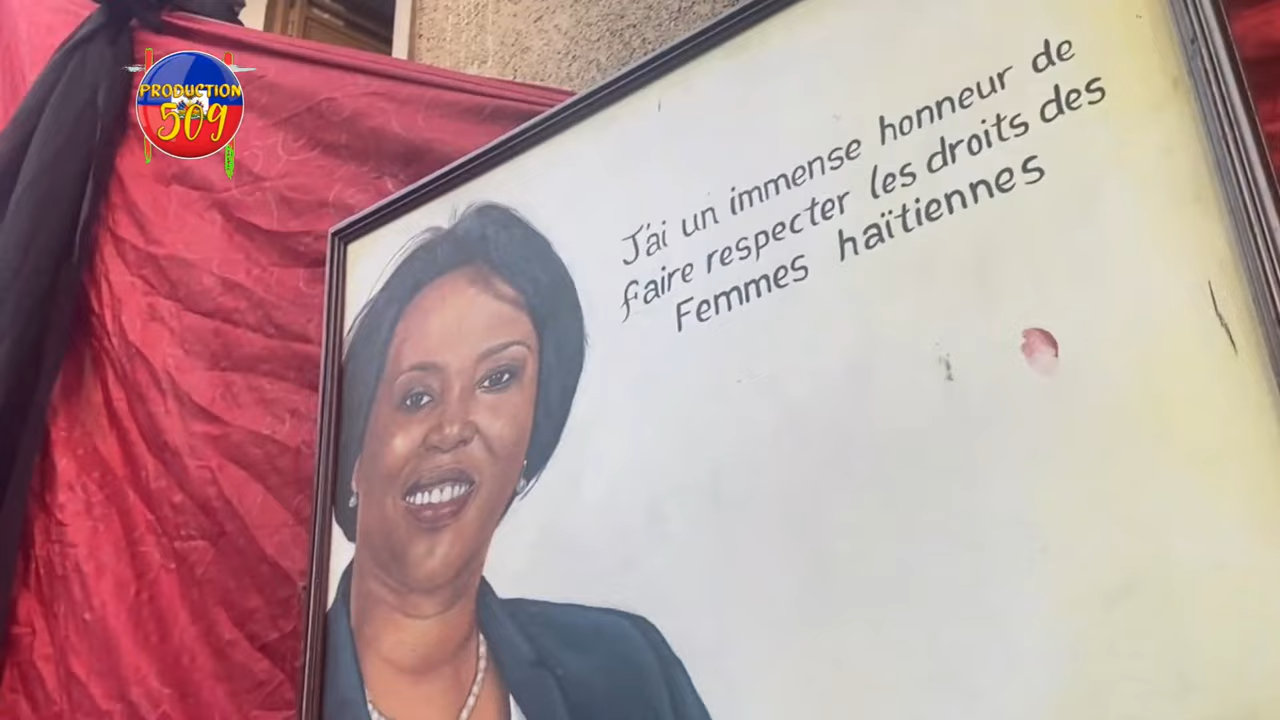 PRODUCTION
509
J'ai un immense honneur de
faire respecter les droits des
Femmes haïtiennes